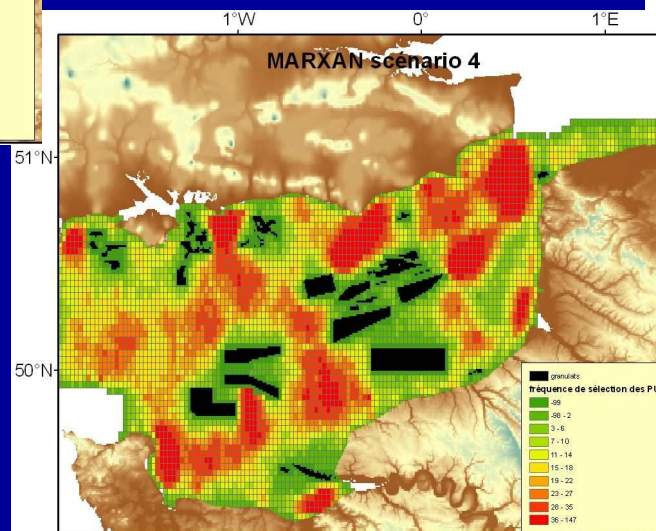 1°W 0° 1°E
MARXAN scénario 4
51°N
50°N
granulats
fréquence de sélection des PU
-99
-98 - 2
3 - 6
7 - 10
11 - 14
15 - 18
19 - 22
23 - 27
28 - 35
36 - 147